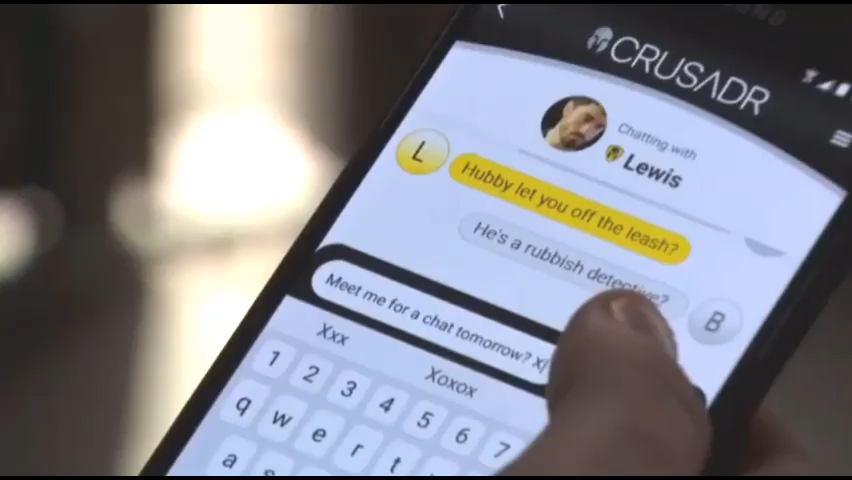 SAMSUNG
CRUSADR
Chatting with
Lewis
L
Hubby let you off the leash?
He's a rubbish detective?
B
Meet me for a chat tomorrow? X
Xxx
Xoxox
1 2 3 4 5 6 7
q w e r t
a s